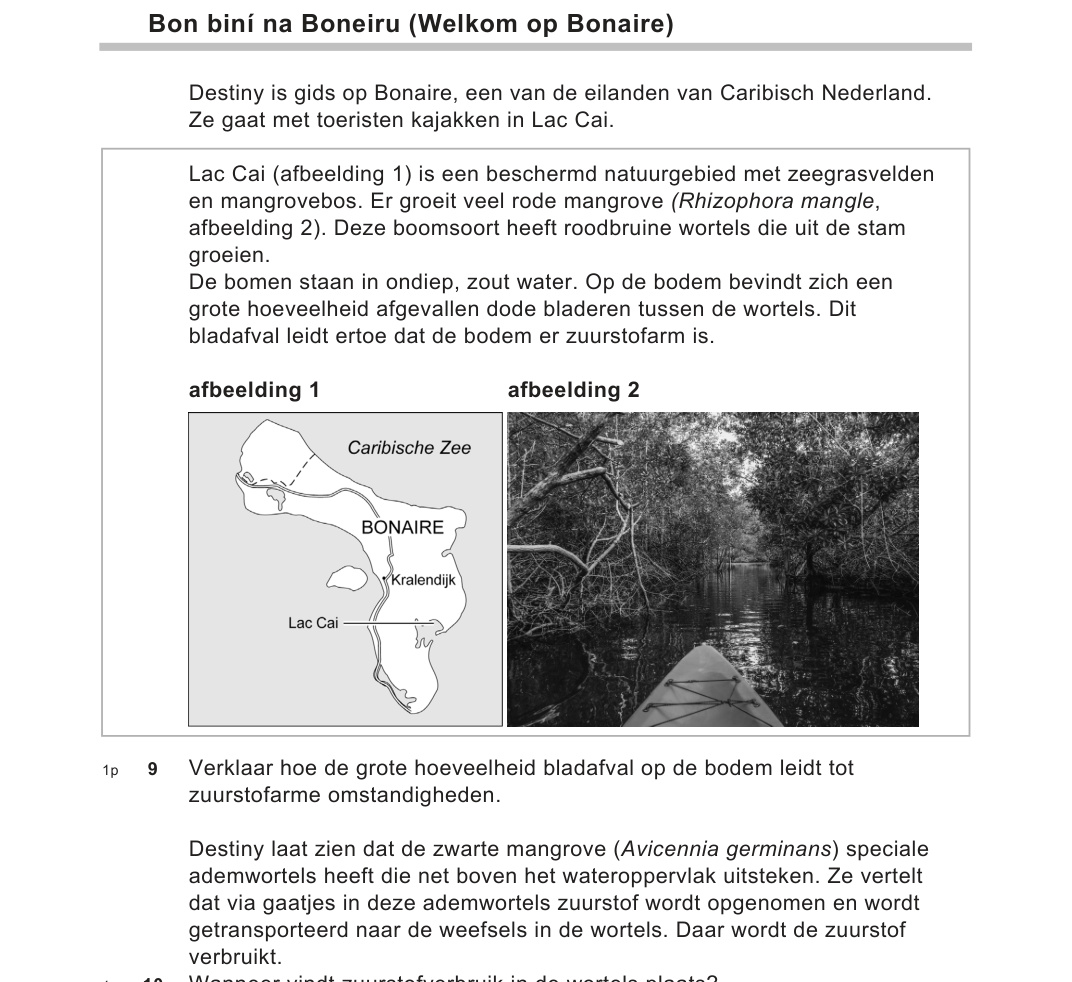 Bon biní na Boneiru (Welkom op Bonaire)
Destiny is gids op Bonaire, een van de eilanden van Caribisch Nederland.
Ze gaat met toeristen kajakken in Lac Cai.
Lac Cai (afbeelding 1) is een beschermd natuurgebied met zeegrasvelden
en mangrovebos. Er groeit veel rode mangrove (Rhizophora mangle,
afbeelding 2). Deze boomsoort heeft roodbruine wortels die uit de stam
groeien.
De bomen staan in ondiep, zout water. Op de bodem bevindt zich een
grote hoeveelheid afgevallen dode bladeren tussen de wortels. Dit
bladafval leidt ertoe dat de bodem er zuurstofarm is.
afbeelding 1
afbeelding 2
Caribische Zee
BONAIRE
Kralendijk
Lac Cai
1p 9 Verklaar hoe de grote hoeveelheid bladafval op de bodem leidt tot
zuurstofarme omstandigheden.
Destiny laat zien dat de zwarte mangrove (Avicennia germinans) speciale
ademwortels heeft die net boven het wateroppervlak uitsteken. Ze vertelt
dat via gaatjes in deze ademwortels zuurstof wordt opgenomen en wordt
getransporteerd naar de weefsels in de wortels. Daar wordt de zuurstof
verbruikt.
10 Wanneer vindt zuurstofverbruik in de wortels plaats?